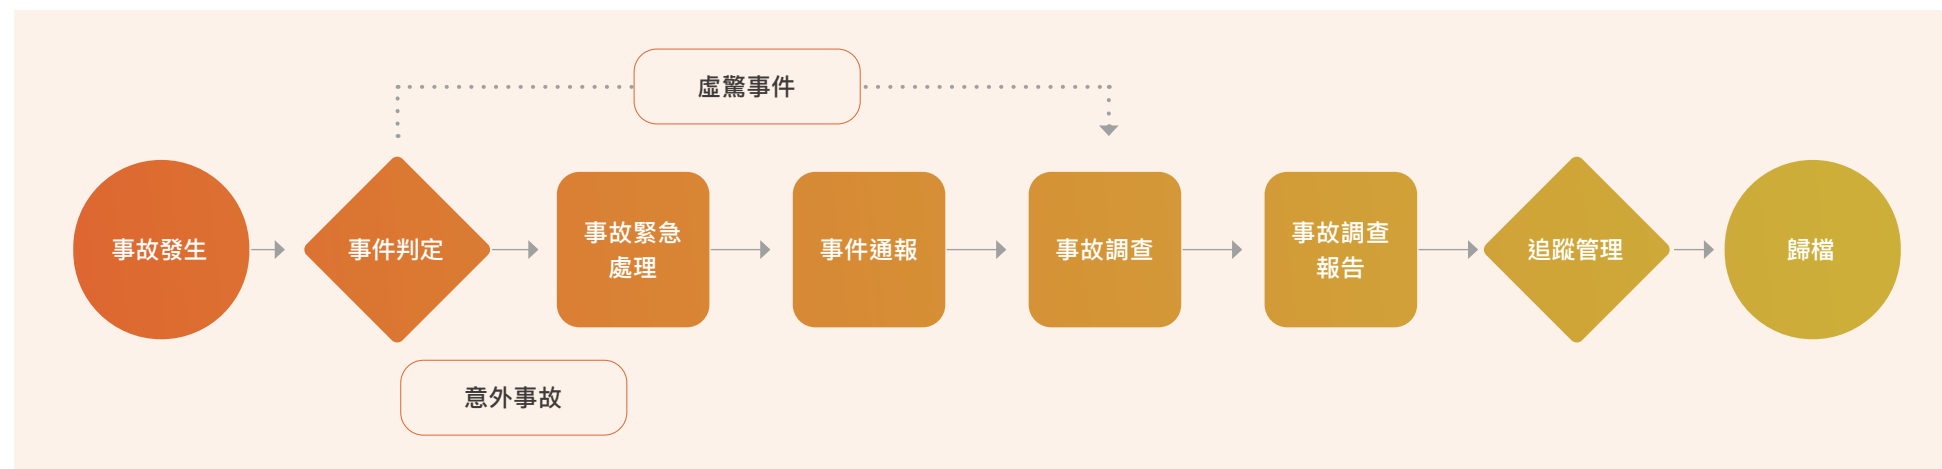 虛驚事件
事故發生
事件判定
事故緊急
處理
事件通報
事故調查
事故調查
報告
追蹤管理
歸檔
意外事故